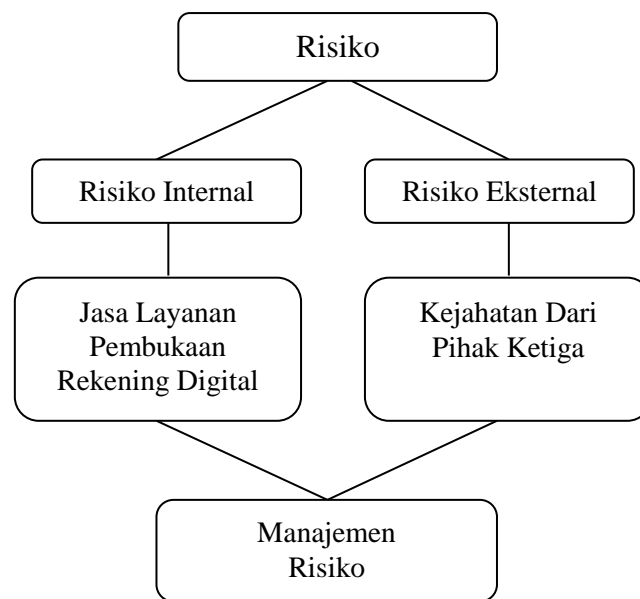 Risiko
Risiko Internal
Risiko Eksternal
Jasa Layanan
Pembukaan
Rekening Digital
Kejahatan Dari
Pihak Ketiga
Manajemen
Risiko